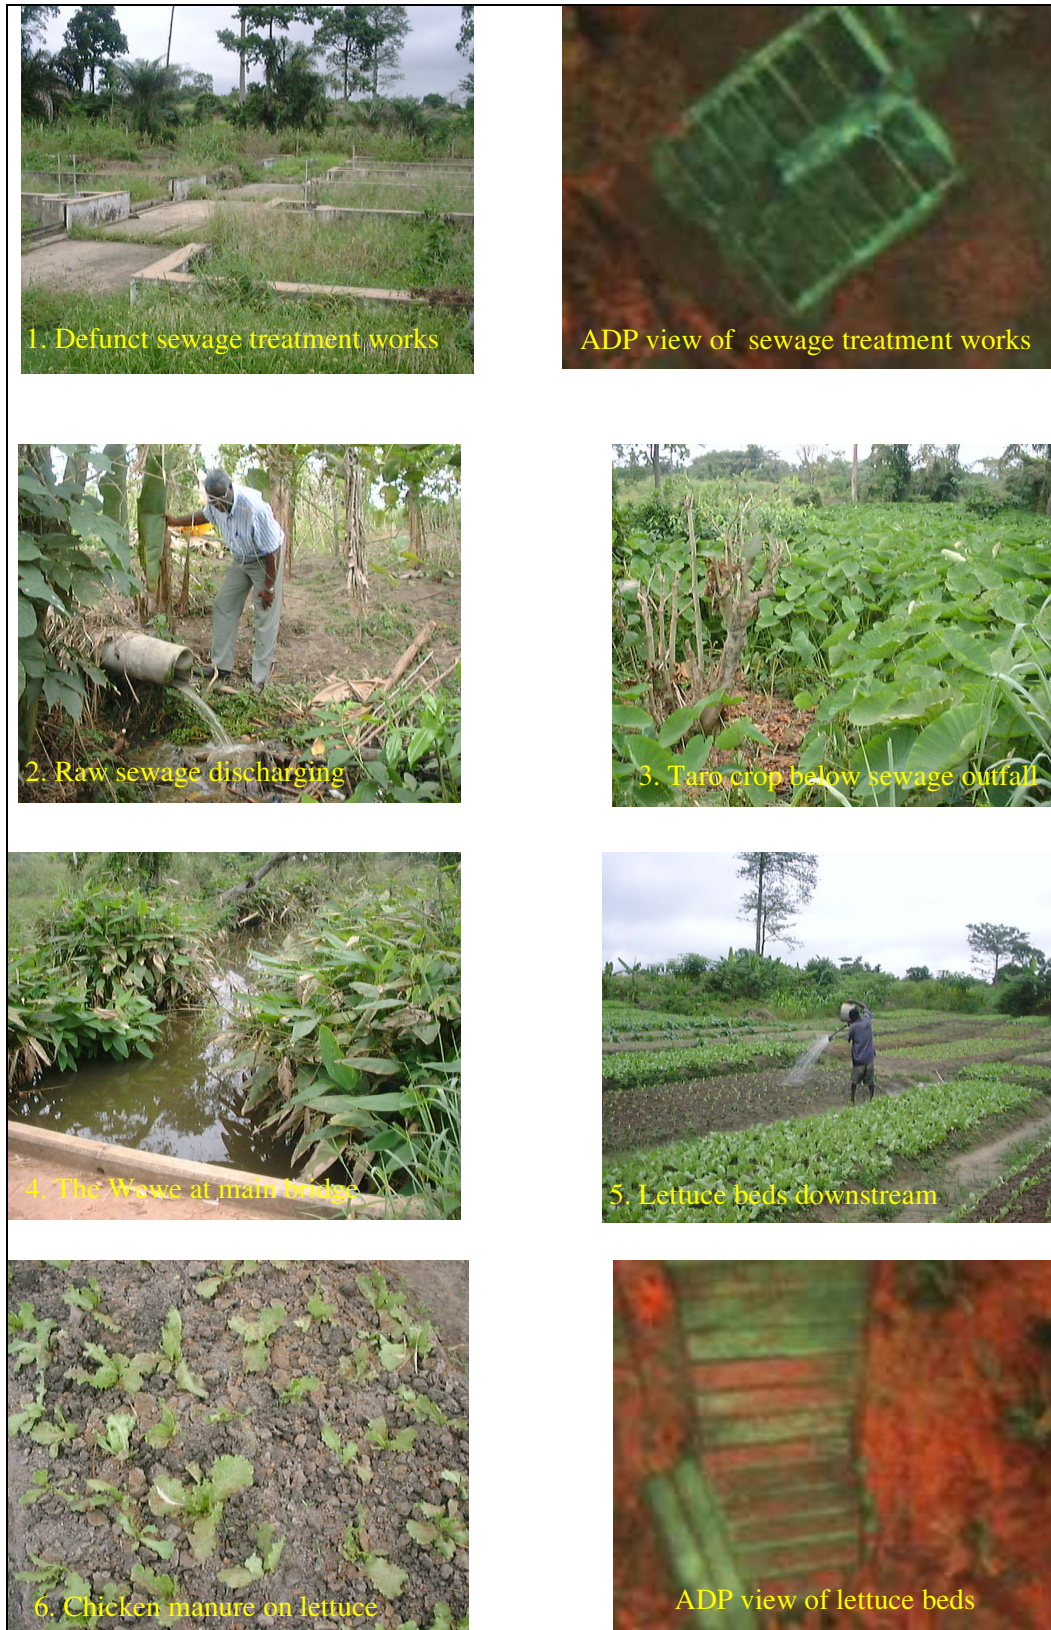 1. Defunct sewage treatment works
ADP view of sewage treatment works
2. Raw sewage discharging
3. Taro crop below sewage outfall
4. The Wewe at main bridge
5. Lettuce beds downstream
6. Chicken manure on lettuce
ADP view of lettuce beds